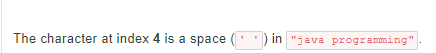 The character at index 4 is a space (' ') in "java programming".